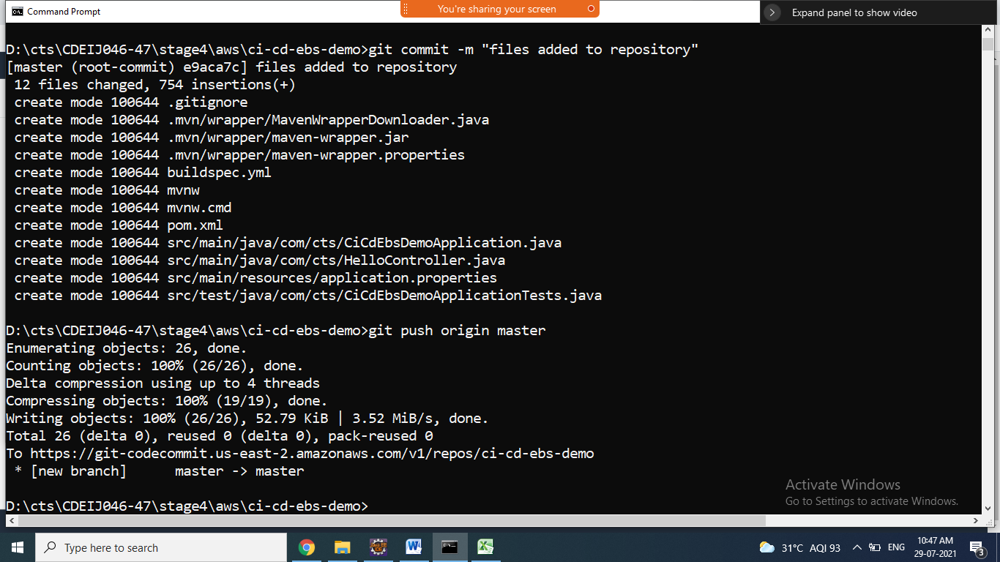 Command Prompt
You're sharing your screen
Expand panel to show video
D:\cts\CDEIJ046-47\stage4\aws\ci-cd-ebs-demo>git commit -m "files added to repository"
[master (root-commit) e9aca7c] files added to repository
 12 files changed, 754 insertions(+)
 create mode 100644 .gitignore
 create mode 100644 .mvn/wrapper/MavenWrapperDownloader.java
 create mode 100644 .mvn/wrapper/maven-wrapper.jar
 create mode 100644 .mvn/wrapper/maven-wrapper.properties
 create mode 100644 buildspec.yml
 create mode 100644 mvnw
 create mode 100644 mvnw.cmd
 create mode 100644 pom.xml
 create mode 100644 src/main/java/com/cts/CiCdEbsDemoApplication.java
 create mode 100644 src/main/java/com/cts/HelloController.java
 create mode 100644 src/main/resources/application.properties
 create mode 100644 src/test/java/com/cts/CiCdEbsDemoApplicationTests.java
D:\cts\CDEIJ046-47\stage4\aws\ci-cd-ebs-demo>git push origin master
Enumerating objects: 26, done.
Counting objects: 100% (26/26), done.
Delta compression using up to 4 threads
Compressing objects: 100% (19/19), done.
Writing objects: 100% (26/26), 52.79 KiB | 3.52 MiB/s, done.
Total 26 (delta 0), reused 0 (delta 0), pack-reused 0
To https://git-codecommit.us-east-2.amazonaws.com/v1/repos/ci-cd-ebs-demo
 * [new branch]      master -> master
D:\cts\CDEIJ046-47\stage4\aws\ci-cd-ebs-demo>
Activate Windows
Go to Settings to activate Windows.
Type here to search
31°C AQI 93
ENG
10:47 AM
29-07-2021
3